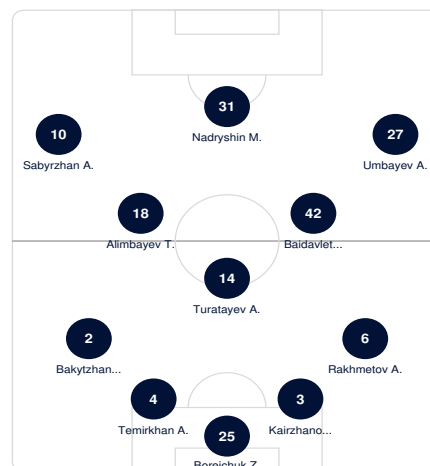 31
Nadryshin M.
10
Sabyrzhan A.
27
Umbayev A.
18
Alimbayev T.
42
Baidavlet...
14
Turatayev A.
2
Bakytzhan...
6
Rakhmetov A.
4
Temirkhan A.
3
Kairzhano...
25
Boreichuk Z.